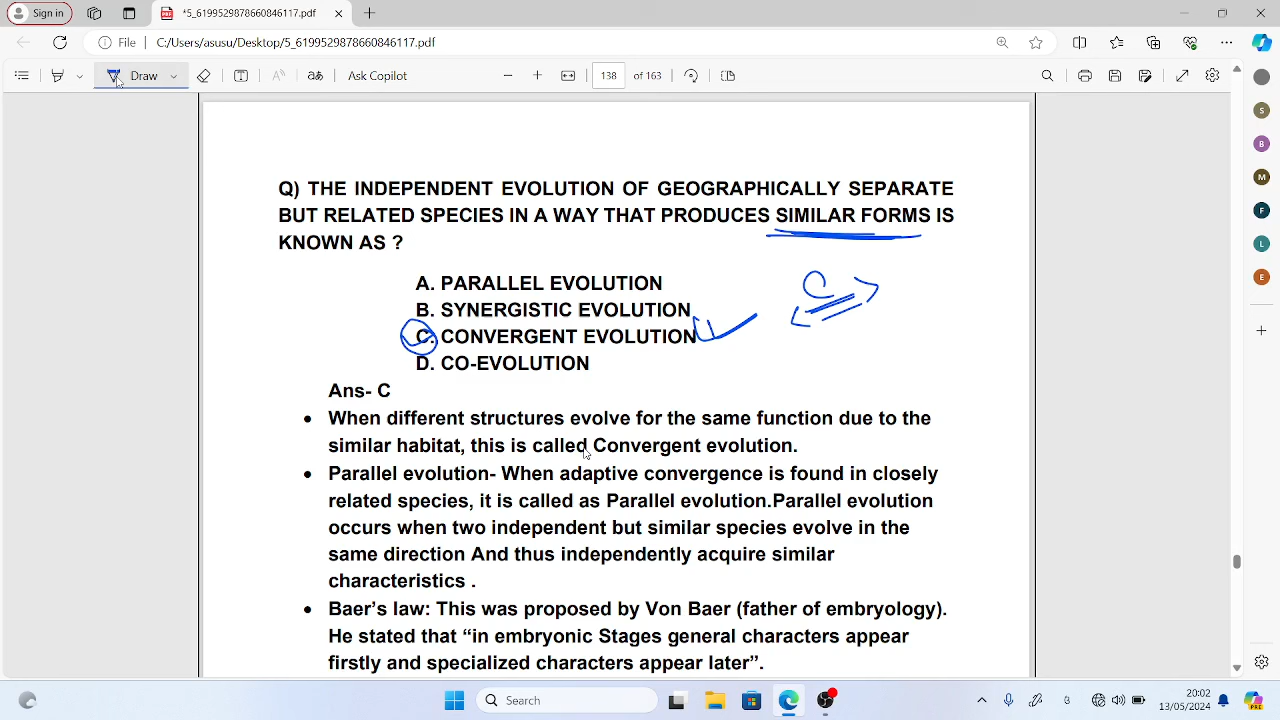 Sign in
*5_6199529878660846117.pdf
File
C:/Users/asusu/Desktop/5_6199529878660846117.pdf
Draw
Ask Copilot
138 of 163
Q) THE INDEPENDENT EVOLUTION OF GEOGRAPHICALLY SEPARATE
BUT RELATED SPECIES IN A WAY THAT PRODUCES SIMILAR FORMS IS
KNOWN AS ?
A. PARALLEL EVOLUTION
B. SYNERGISTIC EVOLUTION
C. CONVERGENT EVOLUTION
D. CO-EVOLUTION
Ans- C
• When different structures evolve for the same function due to the
similar habitat, this is called Convergent evolution.
• Parallel evolution- When adaptive convergence is found in closely
related species, it is called as Parallel evolution.Parallel evolution
occurs when two independent but similar species evolve in the
same direction And thus independently acquire similar
characteristics .
• Baer’s law: This was proposed by Von Baer (father of embryology).
He stated that “in embryonic Stages general characters appear
firstly and specialized characters appear later”.
S
B
M
F
L
E
Search
20:02
13/05/2024